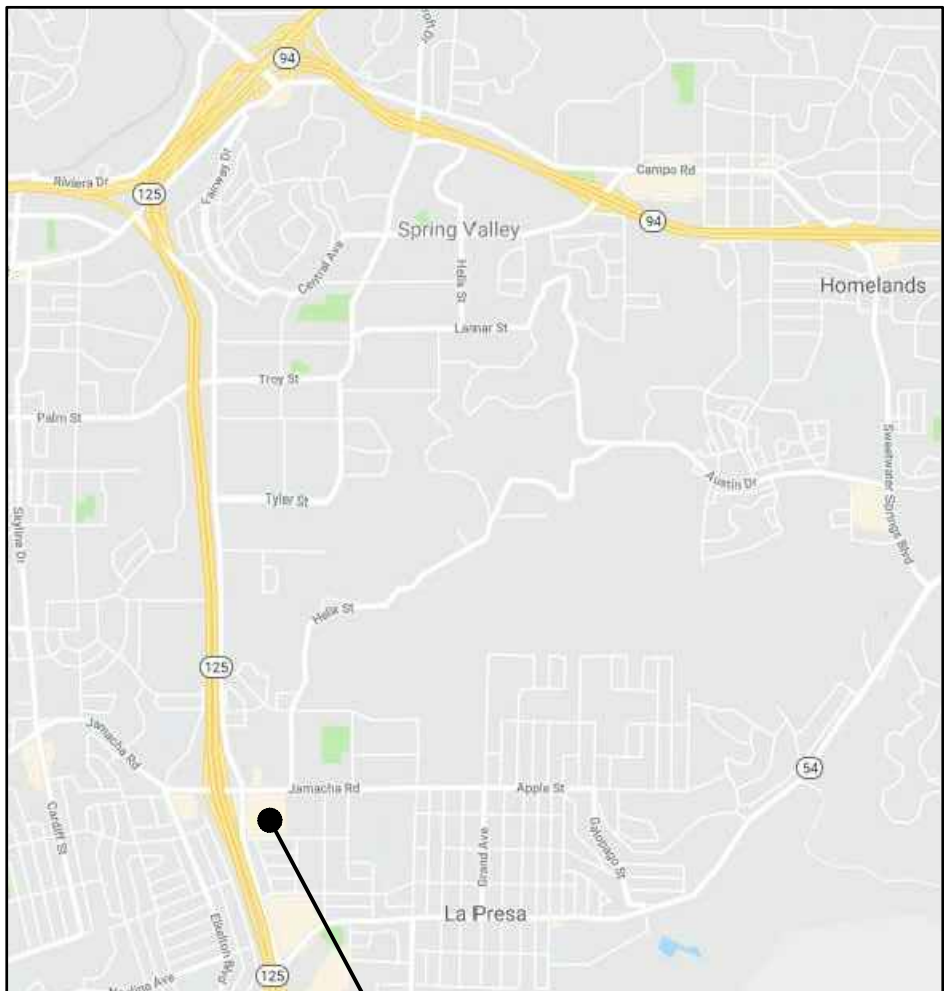 94
Riviera Dr
125
Fairway Dr
Campo Rd
Spring Valley
94
Central Ave
Helix St
Homelands
Lamar St
Troy St
Palm St
Austin Dr
Sweetwater Springs Blvd
Tyler St
Skyline Dr
Helix St
125
Jamacha Rd
54
Jamacha Rd
Apple St
Cardiff St
Grand Ave
Galopago St
La Presa
Elkelton Blvd
125
Ave